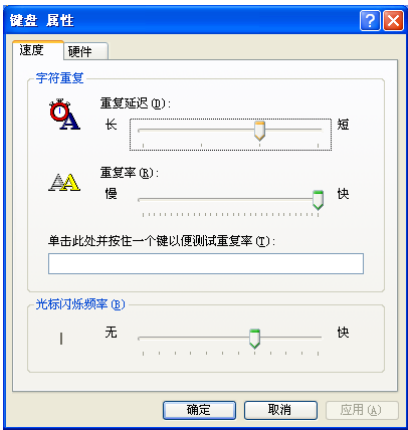 键盘 属性
速度 硬件
字符重复
重复延迟(D):
长 短
重复率(R):
慢 快
单击此处并按住一个键以便测试重复率(T):
光标闪烁频率(B)
无 快
确定 取消 应用(A)